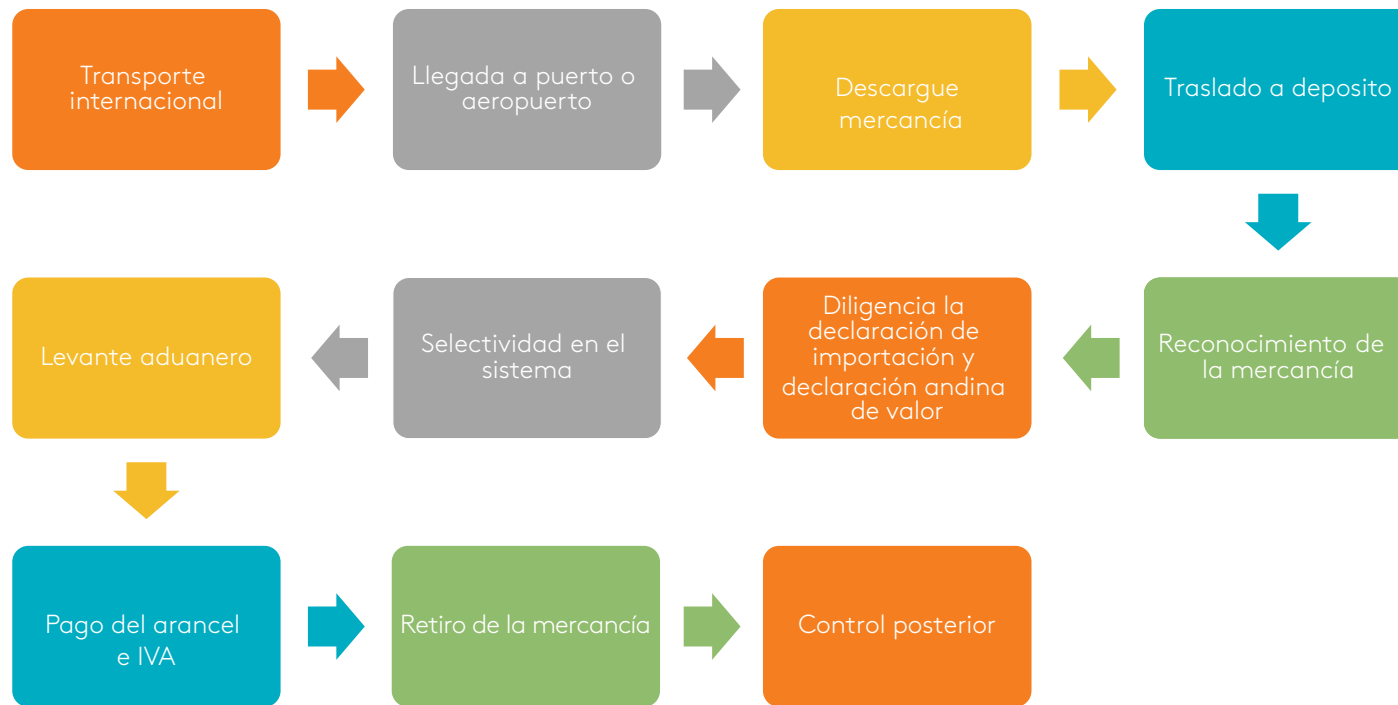 Transporte
internacional
Llegada a puerto o
aeropuerto
Descargue
mercancía
Traslado a deposito
Reconocimiento de
la mercancía
Diligencia la
declaración de
importación y
declaración andina
de valor
Selectividad en el
sistema
Levante aduanero
Pago del arancel
e IVA
Retiro de la mercancía
Control posterior